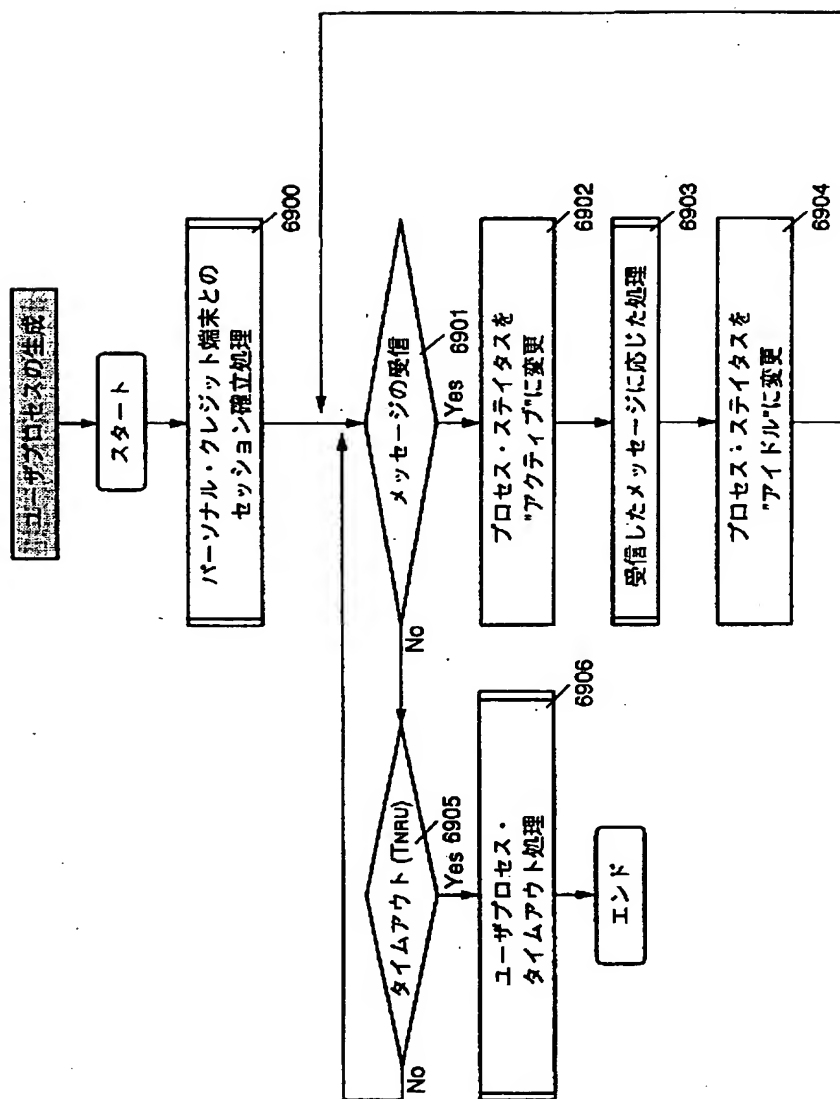 ユーザプロセスの生成
スタート
パーソナル・クレジット端末との
セッション確立処理
6900
メッセージの受信
6901
Yes
No
プロセス・ステイタスを
"アクティブ"に変更
6902
受信したメッセージに応じた処理
6903
プロセス・ステイタスを
"アイドル"に変更
6904
タイムアウト(TNRU)
6905
Yes
No
ユーザプロセス・
タイムアウト処理
6906
エンド